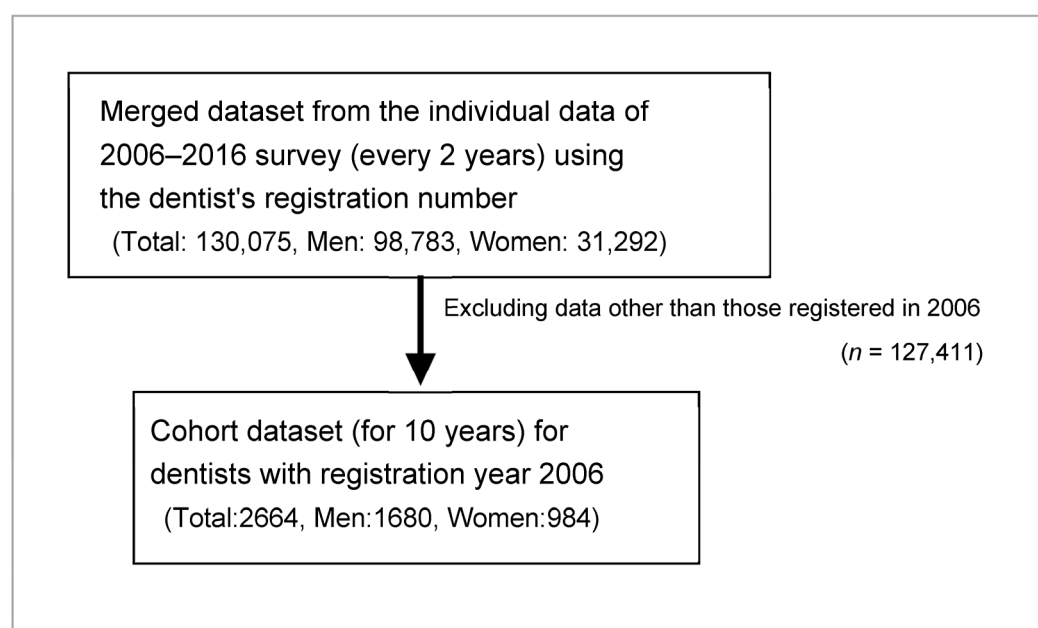 Merged dataset from the individual data of
2006–2016 survey (every 2 years) using
the dentist's registration number
(Total: 130,075, Men: 98,783, Women: 31,292)
Excluding data other than those registered in 2006
(n = 127,411)
Cohort dataset (for 10 years) for
dentists with registration year 2006
(Total:2664, Men:1680, Women:984)